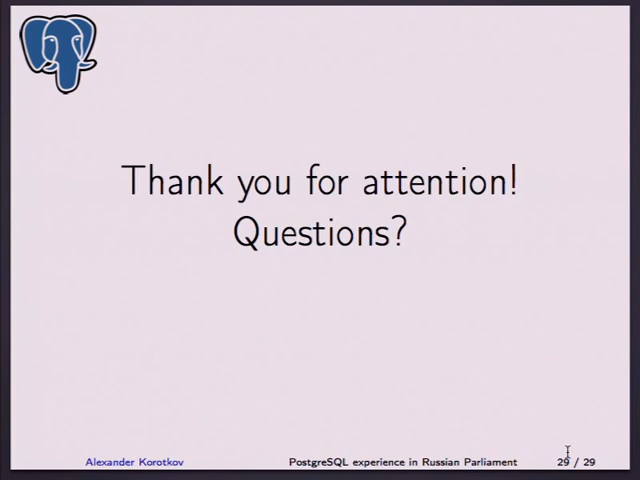 Thank you for attention!
Questions?
Alexander Korotkov PostgreSQL experience in Russian Parliament 29 / 29